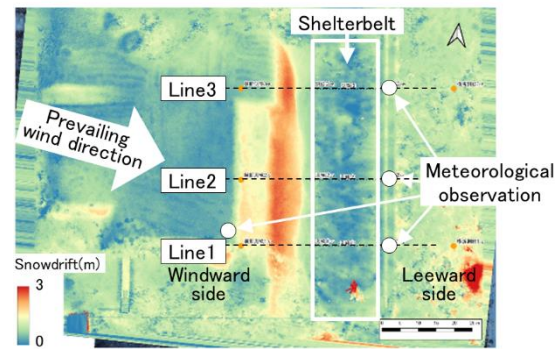 Shelterbelt
Line3
Prevailing
wind direction
Line2
Meteorological
observation
Line1
Snowdrift(m)
3
0
Windward
side
Leeward
side